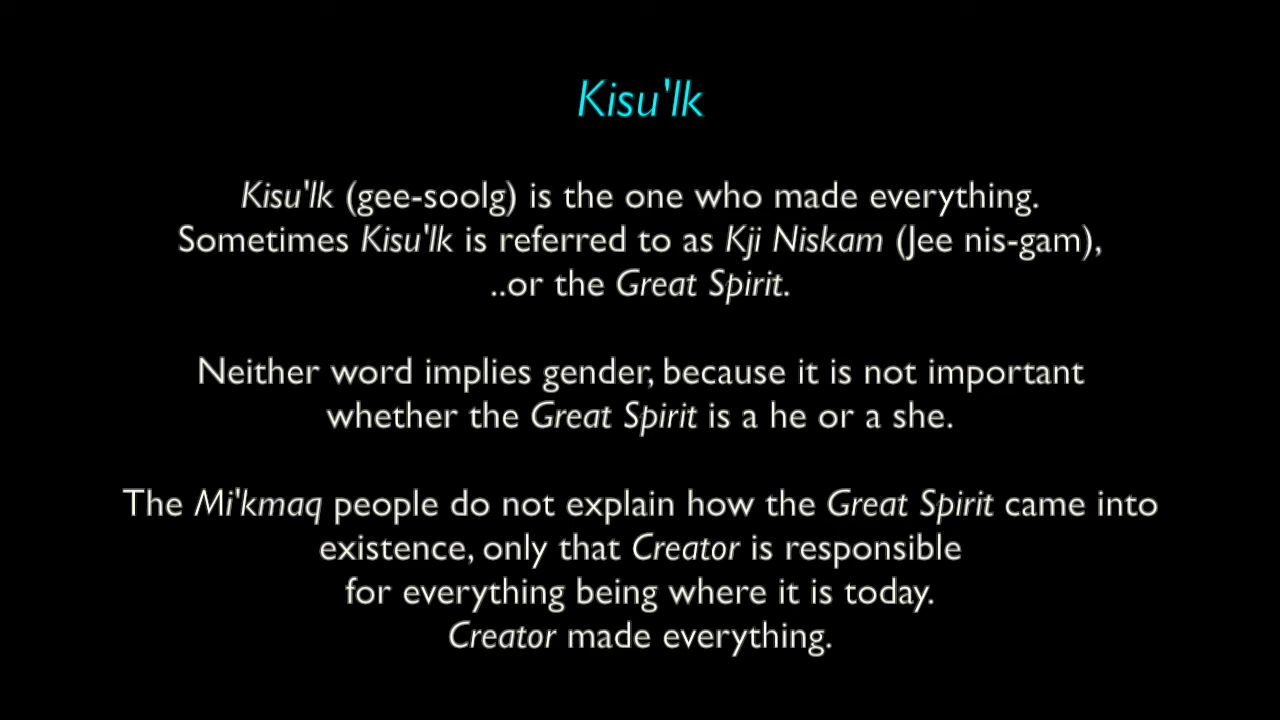 Kisu'lk
Kisu'lk (gee-soolg) is the one who made everything.
Sometimes Kisu'lk is referred to as Kji Niskam (Jee nis-gam),
..or the Great Spirit.
Neither word implies gender, because it is not important
whether the Great Spirit is a he or a she.
The Mi'kmaq people do not explain how the Great Spirit came into
existence, only that Creator is responsible
for everything being where it is today.
Creator made everything.